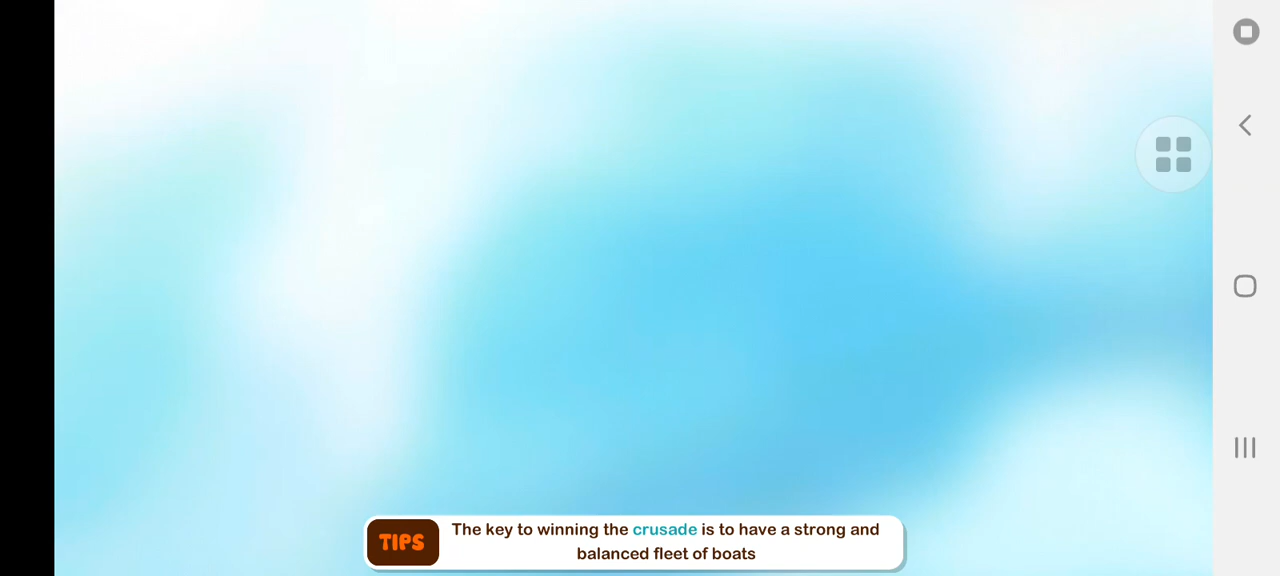 TIPS
The key to winning the crusade is to have a strong and
balanced fleet of boats